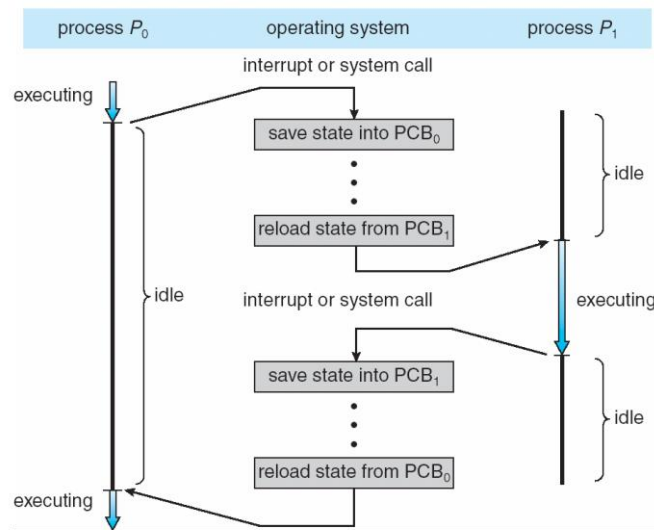 process P0 operating system process P1
interrupt or system call
executing
save state into PCB0
idle
reload state from PCB1
idle
interrupt or system call
executing
save state into PCB1
idle
reload state from PCB0
executing